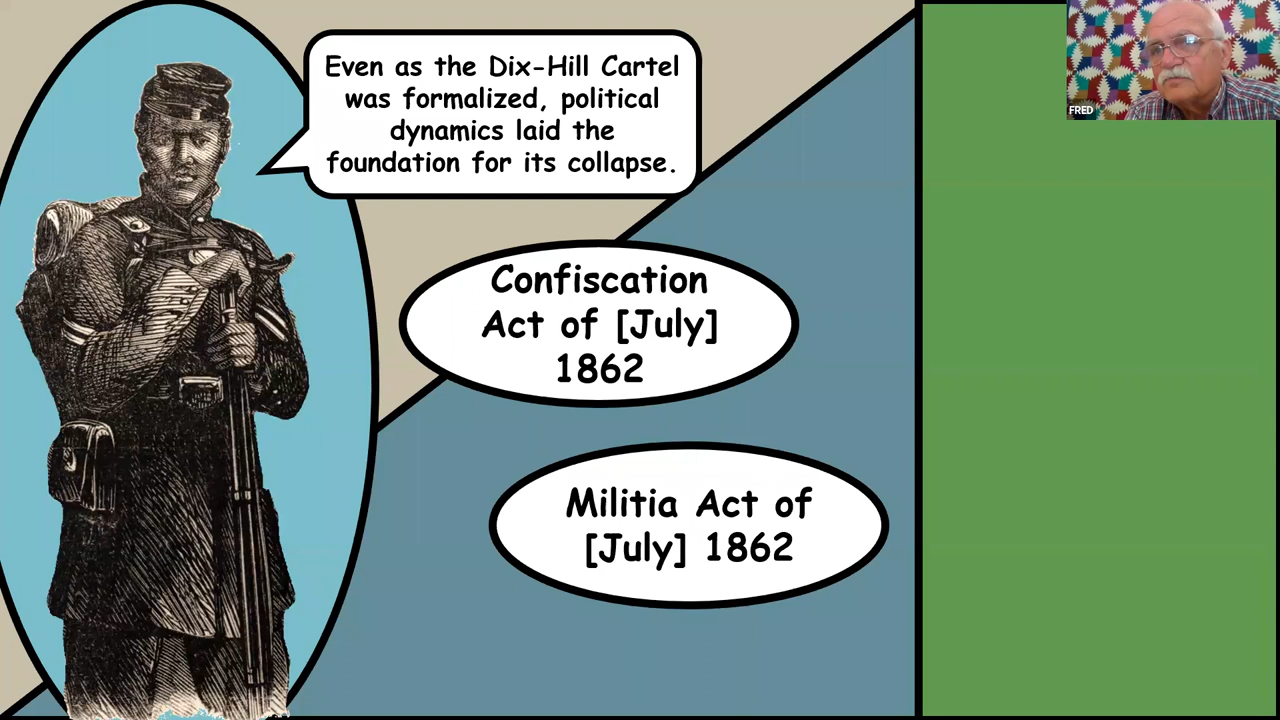 Even as the Dix-Hill Cartel
was formalized, political
dynamics laid the
foundation for its collapse.
Confiscation
Act of [July]
1862
Militia Act of
[July] 1862
FRED